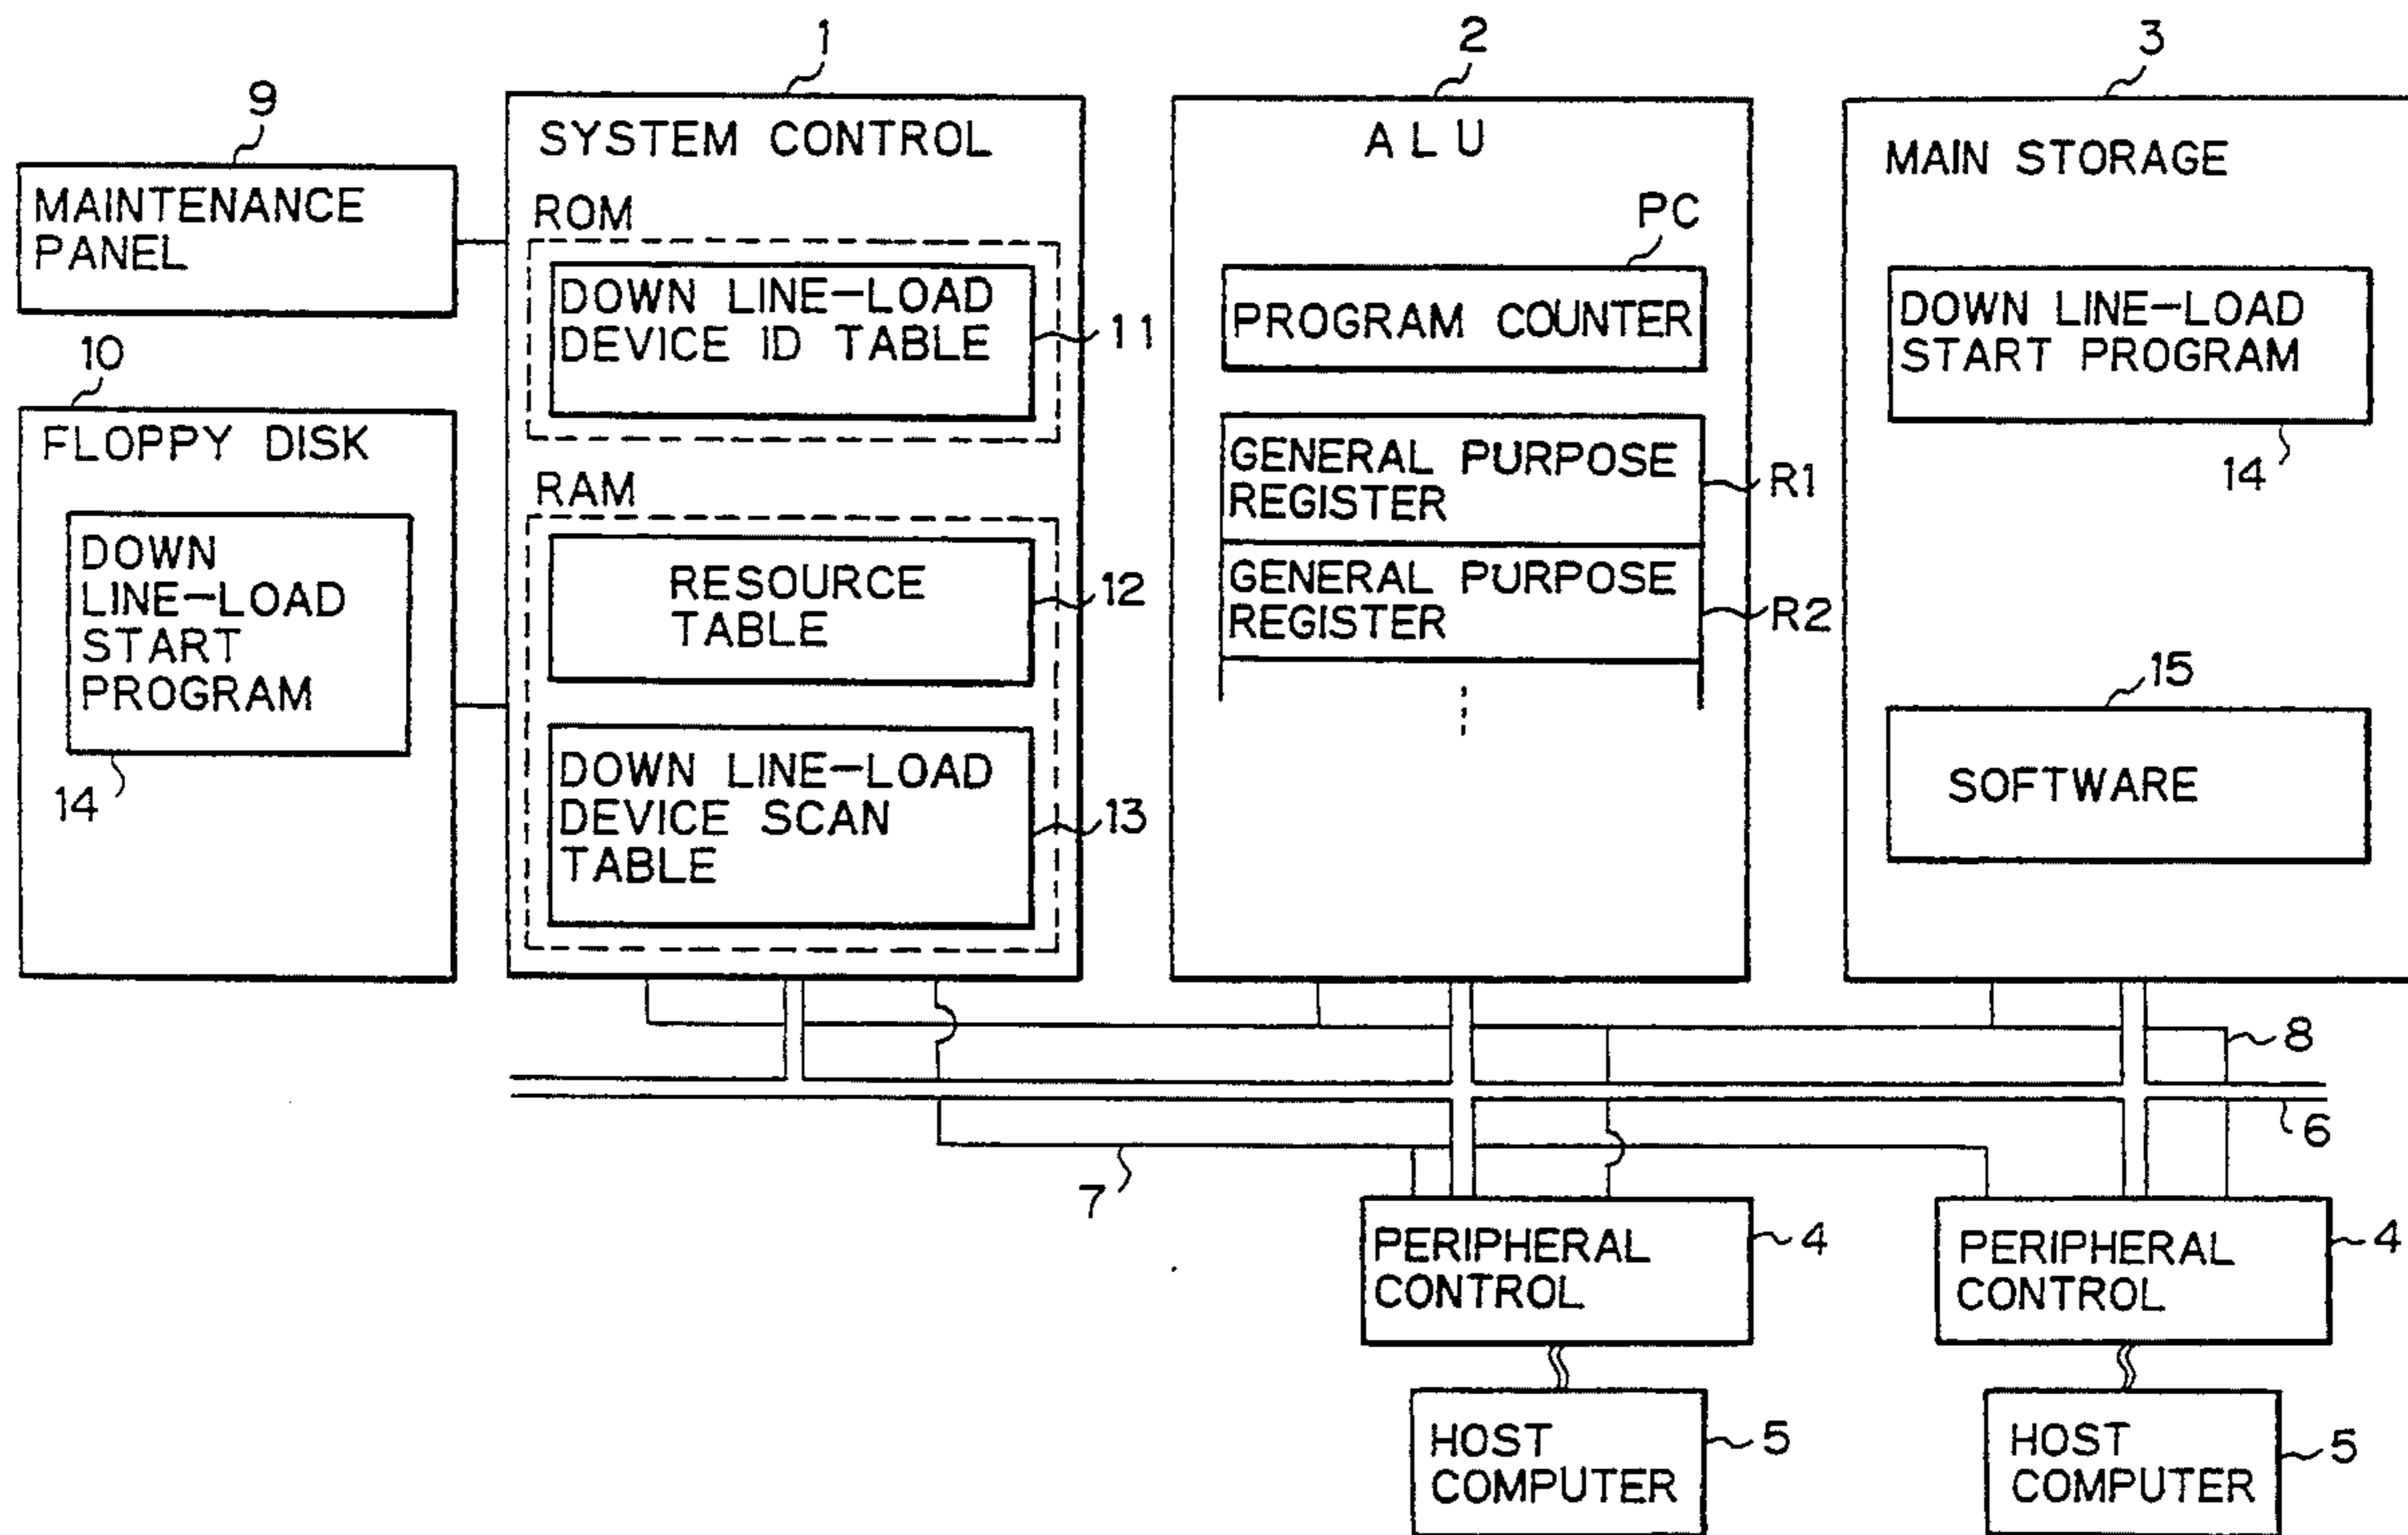 1
2
3
9
SYSTEM CONTROL
ALU
MAIN STORAGE
MAINTENANCE
PANEL
ROM
DOWN LINE-LOAD
DEVICE ID TABLE
11
PC
PROGRAM COUNTER
DOWN LINE-LOAD
START PROGRAM
14
10
FLOPPY DISK
DOWN
LINE-LOAD
START
PROGRAM
14
RAM
RESOURCE
TABLE
12
DOWN LINE-LOAD
DEVICE SCAN
TABLE
13
GENERAL PURPOSE
REGISTER
R1
GENERAL PURPOSE
REGISTER
R2
15
SOFTWARE
8
6
7
PERIPHERAL
CONTROL
4
PERIPHERAL
CONTROL
4
HOST
COMPUTER
5
HOST
COMPUTER
5